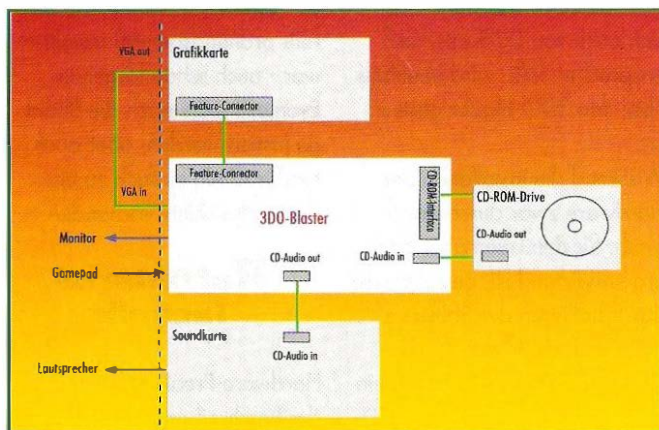 VGA out
Grafikkarte
Feature-Connector
Feature-Connector
VGA in
3DO-Blaster
CD-ROM-Interface
CD-ROM-Drive
Monitor
CD-Audio out
CD-Audio out
CD-Audio in
Gamepad
Soundkarte
CD-Audio in
Lautsprecher